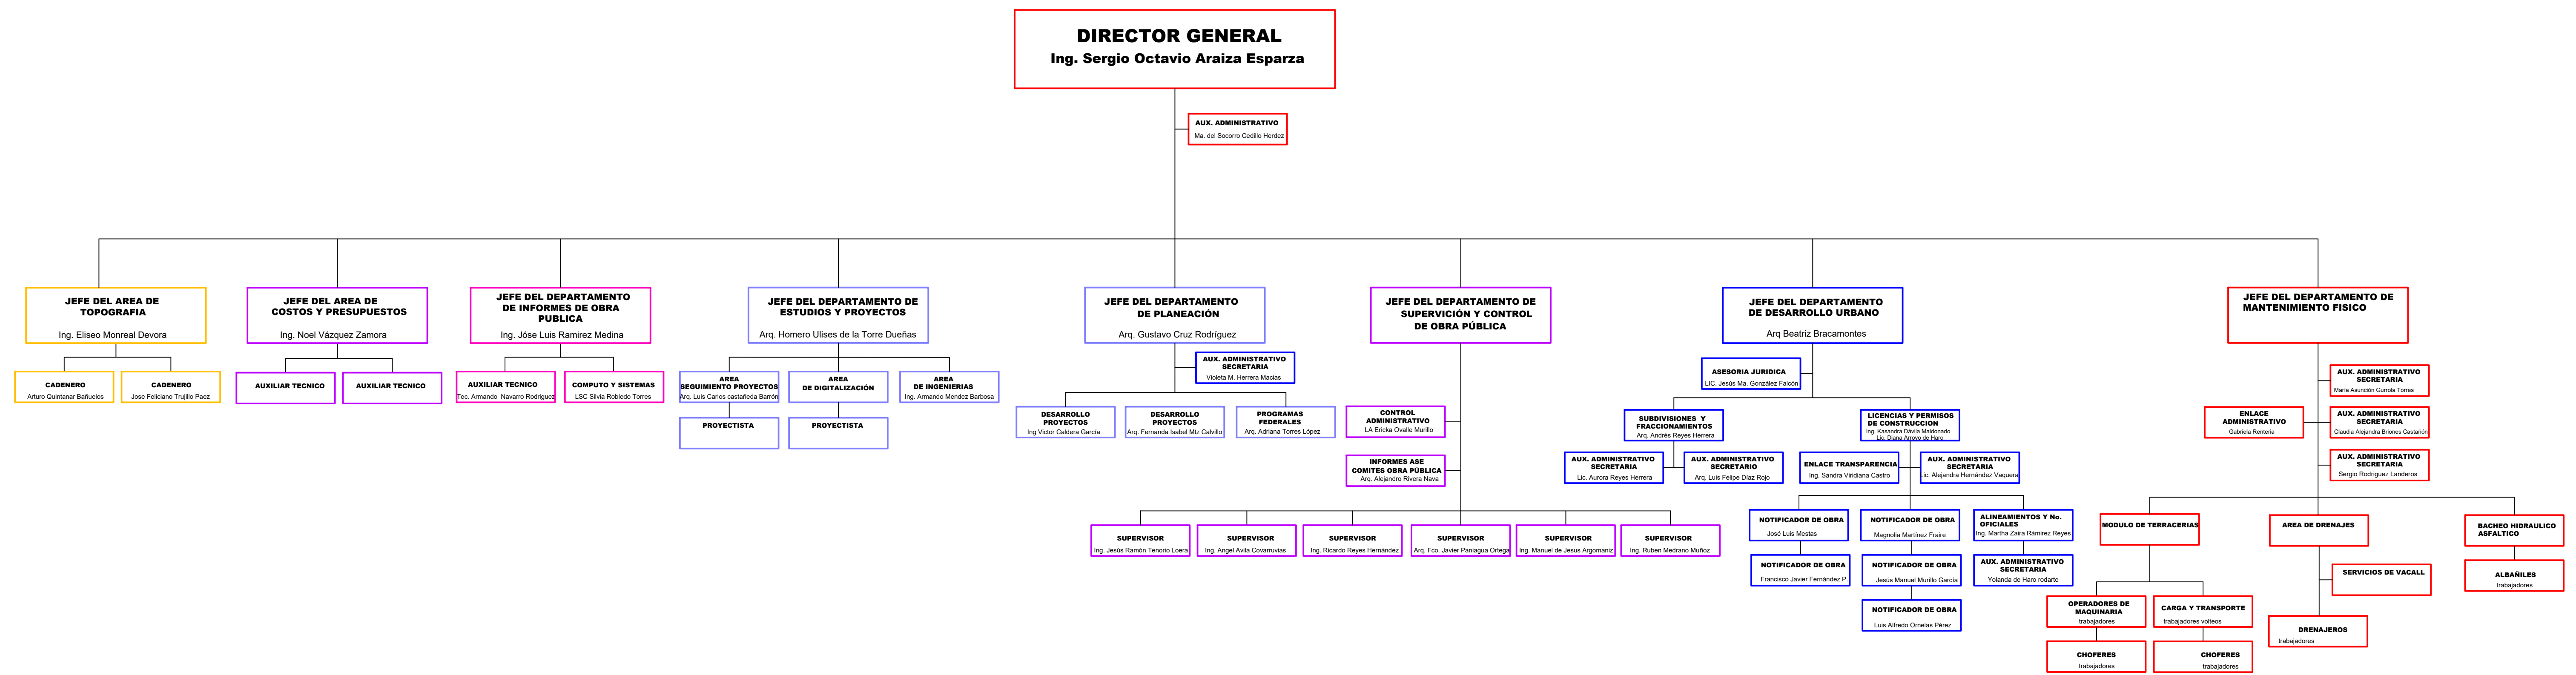 DIRECTOR GENERAL
Ing. Sergio Octavio Araiza Esparza
AUX. ADMINISTRATIVO
Ma. del Socorro Cedillo Herdez
JEFE DEL AREA DE
TOPOGRAFIA
Ing. Eliseo Monreal Devora
CADENERO
Arturo Quintanar Bañuelos
CADENERO
Jose Feliciano Trujillo Paez
JEFE DEL AREA DE
COSTOS Y PRESUPUESTOS
Ing. Noel Vázquez Zamora
AUXILIAR TECNICO
AUXILIAR TECNICO
JEFE DEL DEPARTAMENTO
DE INFORMES DE OBRA
PUBLICA
Ing. Jóse Luis Ramirez Medina
AUXILIAR TECNICO
Tec. Armando Navarro Rodriguez
COMPUTO Y SISTEMAS
LSC Silvia Robledo Torres
JEFE DEL DEPARTAMENTO DE
ESTUDIOS Y PROYECTOS
Arq. Homero Ulises de la Torre Dueñas
AREA
SEGUIMIENTO PROYECTOS
Arq. Luis Carlos castañeda Barrón
PROYECTISTA
AREA
DE DIGITALIZACIÓN
PROYECTISTA
AREA
DE INGENIERIAS
Ing. Armando Mendez Barbosa
JEFE DEL DEPARTAMENTO
DE PLANEACIÓN
Arq. Gustavo Cruz Rodríguez
AUX. ADMINISTRATIVO
SECRETARIA
Violeta M. Herrera Macías
DESARROLLO
PROYECTOS
Ing Victor Caldera García
DESARROLLO
PROYECTOS
Arq. Fernanda Isabel Mtz Calvillo
PROGRAMAS
FEDERALES
Arq. Adriana Torres López
JEFE DEL DEPARTAMENTO DE
SUPERVISIÓN Y CONTROL
DE OBRA PÚBLICA
CONTROL
ADMINISTRATIVO
LA Ericka Ovalle Murillo
INFORMES ASE
COMITES OBRA PÚBLICA
Arq. Alejandro Rivera Nava
SUPERVISOR
Ing. Jesús Ramón Tenorio Loera
SUPERVISOR
Ing. Angel Avila Covarruvias
SUPERVISOR
Ing. Ricardo Reyes Hernández
SUPERVISOR
Arq. Fco. Javier Paniagua Ortega
SUPERVISOR
Ing. Manuel de Jesus Argomaniz
SUPERVISOR
Ing. Ruben Medrano Muñoz
JEFE DEL DEPARTAMENTO
DE DESARROLLO URBANO
Arq Beatriz Bracamontes
ASESORIA JURIDICA
LIC. Jesús Ma. González Falcón
SUBDIVISIONES Y
FRACCIONAMIENTOS
Arq. Andrés Reyes Herrera
AUX. ADMINISTRATIVO
SECRETARIA
Lic. Aurora Reyes Herrera
AUX. ADMINISTRATIVO
SECRETARIO
Arq. Luis Felipe Díaz Rojo
LICENCIAS Y PERMISOS
DE CONSTRUCCION
Ing. Kasandra Dávila Maldonado
Lic. Diana Arroyo de Haro
ENLACE TRANSPARENCIA
Ing. Sandra Viridiana Castro
AUX. ADMINISTRATIVO
SECRETARIA
Lic. Alejandra Hernández Vaquera
NOTIFICADOR DE OBRA
José Luis Mestas
NOTIFICADOR DE OBRA
Francisco Javier Fernández P.
NOTIFICADOR DE OBRA
Magnolia Martínez Fraire
NOTIFICADOR DE OBRA
Jesús Manuel Murillo García
NOTIFICADOR DE OBRA
Luis Alfredo Ornelas Pérez
ALINEAMIENTOS Y No.
OFICIALES
Ing. Martha Zaira Rámirez Reyes
AUX. ADMINISTRATIVO
SECRETARIA
Yolanda de Haro rodarte
JEFE DEL DEPARTAMENTO DE
MANTENIMIENTO FISICO
AUX. ADMINISTRATIVO
SECRETARIA
María Asunción Gurrola Torres
ENLACE
ADMINISTRATIVO
Gabriela Renteria
AUX. ADMINISTRATIVO
SECRETARIA
Claudia Alejandra Briones Castañón
AUX. ADMINISTRATIVO
SECRETARIA
Sergio Rodriguez Landeros
MODULO DE TERRACERIAS
OPERADORES DE
MAQUINARIA
trabajadores
CHOFERES
trabajadores
CARGA Y TRANSPORTE
trabajadores volteos
CHOFERES
trabajadores
AREA DE DRENAJES
SERVICIOS DE VACALL
DRENAJEROS
trabajadores
BACHEO HIDRAULICO
ASFALTICO
ALBAÑILES
trabajadores